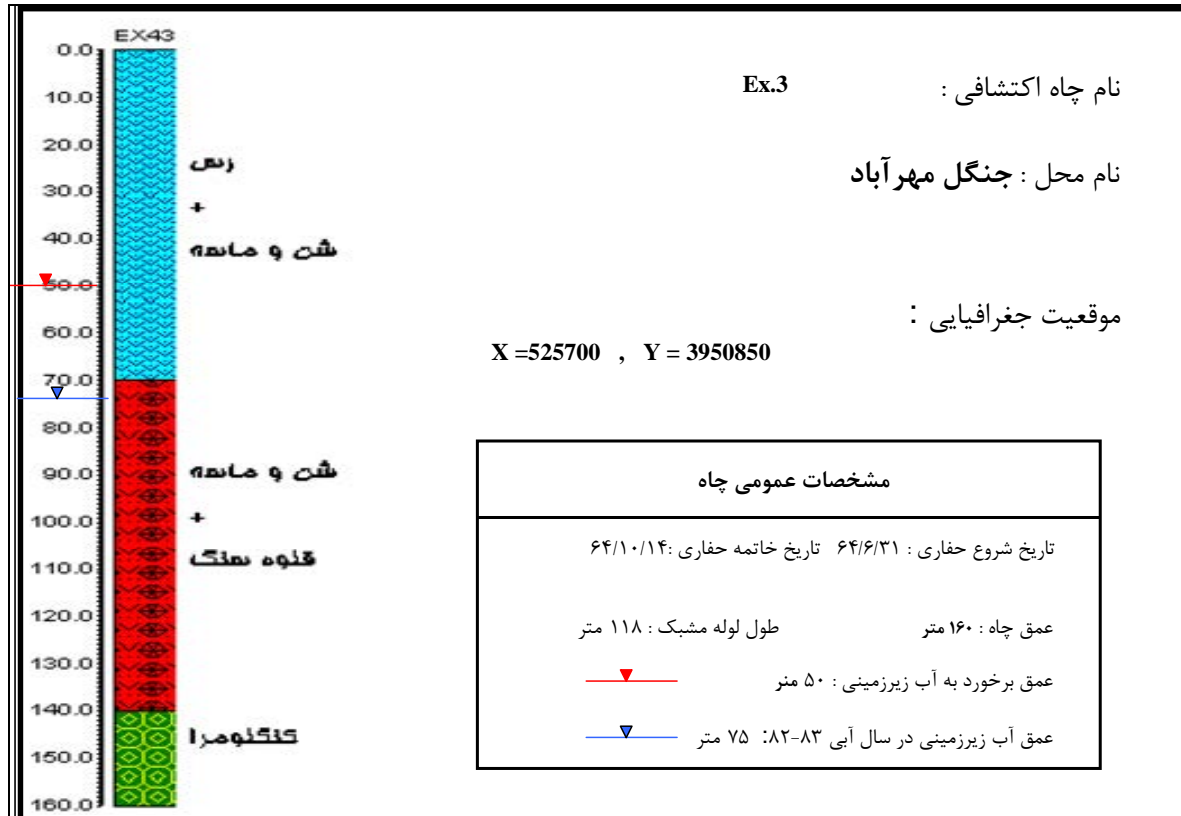 EX43
0.0
10.0
20.0
30.0
40.0
50.0
60.0
70.0
80.0
90.0
100.0
110.0
120.0
130.0
140.0
150.0
160.0
رس
+
شن و ماسه
شن و ماسه
+
قلوه سنگ
کنگلومرا
نام چاه اکتشافی : Ex.3
نام محل : جنگل مهرآباد
موقعیت جغرافیایی :
X =525700 , Y = 3950850
مشخصات عمومی چاه
تاریخ شروع حفاری : ۶۴/۶/۳۱ تاریخ خاتمه حفاری :۶۴/۱۰/۱۴
عمق چاه : ۱۶۰ متر طول لوله مشبک : ۱۱۸ متر
عمق برخورد به آب زیرزمینی : ۵۰ منر
عمق آب زیرزمینی در سال آبی ۸۳-۸۲: ۷۵ متر